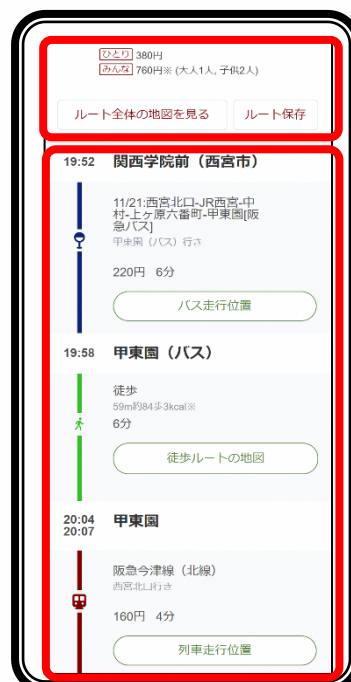 ひとり 380円
みんな 760円※ (大人1人, 子供2人)
ルート全体の地図を見る ルート保存
19:52 関西学院前（西宮市）
11/21:西宮北口-JR西宮-中
村-上ヶ原六番町-甲東園[阪
急バス]
甲東園（バス）行き
220円 6分
バス走行位置
19:58 甲東園（バス）
徒歩
59m約84歩3kcal※
6分
徒歩ルートの地図
20:04 甲東園
20:07
阪急今津線（北線）
西宮北口行き
160円 4分
列車走行位置